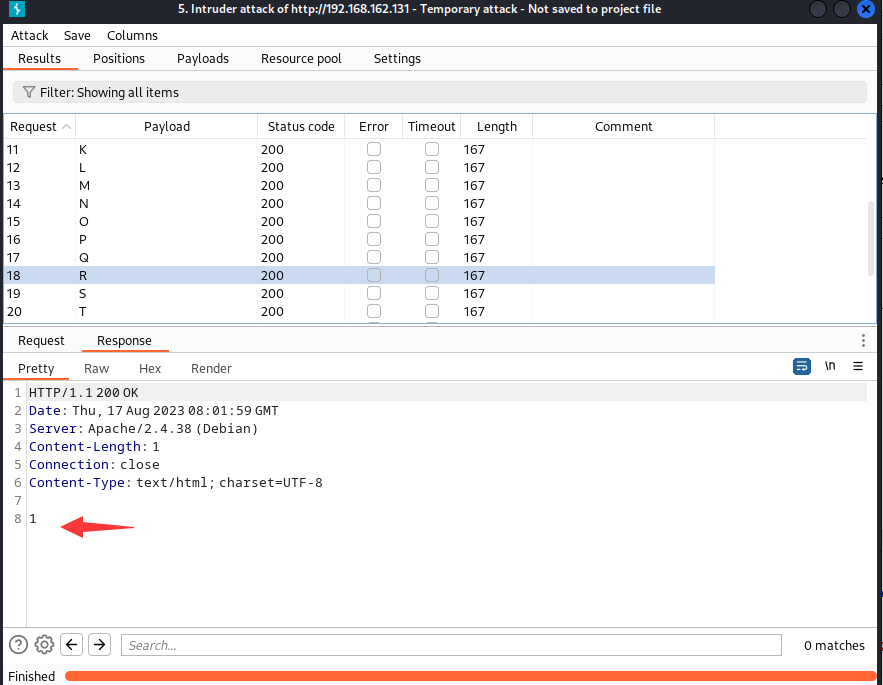 5. Intruder attack of http://192.168.162.131 - Temporary attack - Not saved to project file
Attack Save Columns
Results Positions Payloads Resource pool Settings
Filter: Showing all items
Request Payload Status code Error Timeout Length Comment
11 K 200 167
12 L 200 167
13 M 200 167
14 N 200 167
15 O 200 167
16 P 200 167
17 Q 200 167
18 R 200 167
19 S 200 167
20 T 200 167
Request Response
Pretty Raw Hex Render \n
1 HTTP/1.1 200 OK
2 Date: Thu, 17 Aug 2023 08:01:59 GMT
3 Server: Apache/2.4.38 (Debian)
4 Content-Length: 1
5 Connection: close
6 Content-Type: text/html; charset=UTF-8
7
8 1
Search... 0 matches
Finished